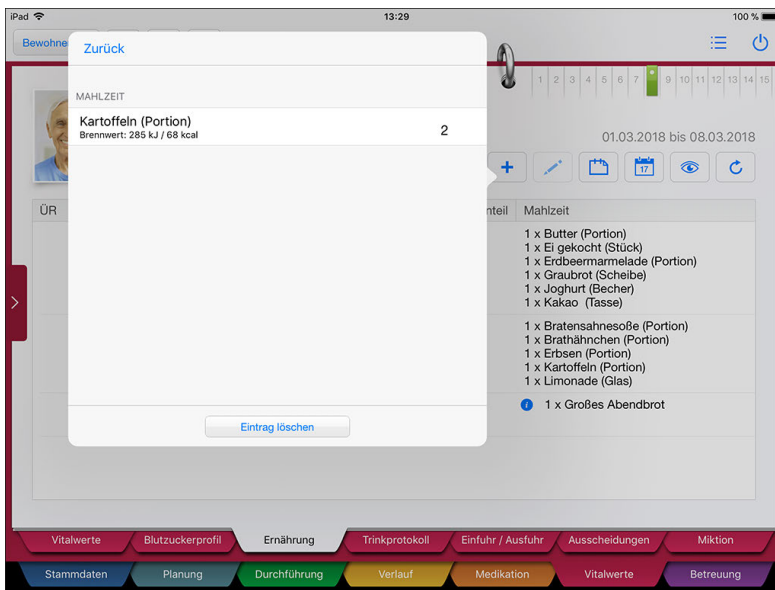 iPad 13:29 100 %
Bewohne
Zurück
1 2 3 4 5 6 7 9 10 11 12 13 14 15
MAHLZEIT
Kartoffeln (Portion) 2
Brennwert: 285 kJ / 68 kcal
01.03.2018 bis 08.03.2018
17
ÜR nteil Mahlzeit
1 x Butter (Portion)
1 x Ei gekocht (Stück)
1 x Erdbeermarmelade (Portion)
1 x Graubrot (Scheibe)
1 x Joghurt (Becher)
1 x Kakao (Tasse)
1 x Bratensahnesoße (Portion)
1 x Brathähnchen (Portion)
1 x Erbsen (Portion)
1 x Kartoffeln (Portion)
1 x Limonade (Glas)
1 x Großes Abendbrot
Eintrag löschen
Vitalwerte Blutzuckerprofil Ernährung Trinkprotokoll Einfuhr / Ausfuhr Ausscheidungen Miktion
Stammdaten Planung Durchführung Verlauf Medikation Vitalwerte Betreuung